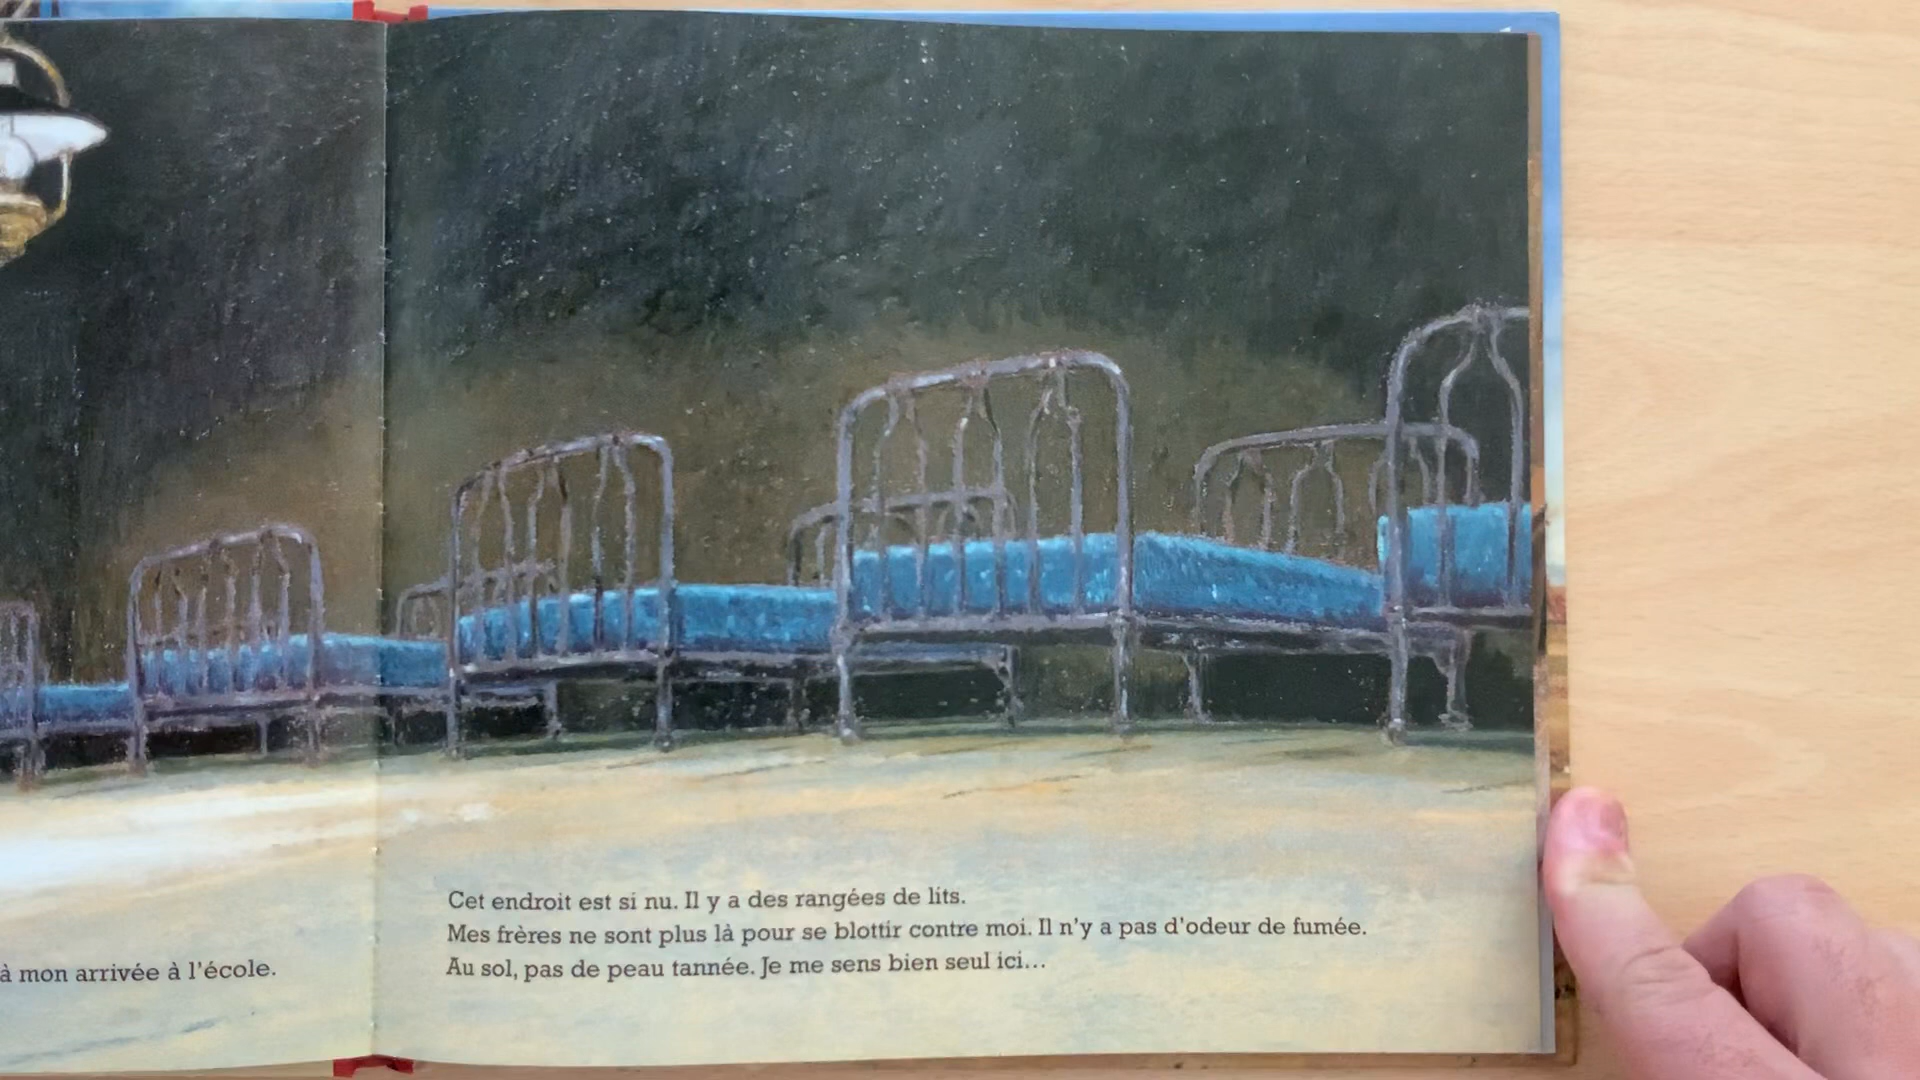 à mon arrivée à l'école.
Cet endroit est si nu. Il y a des rangées de lits.
Mes frères ne sont plus là pour se blottir contre moi. Il n'y a pas d'odeur de fumée.
Au sol, pas de peau tannée. Je me sens bien seul ici…